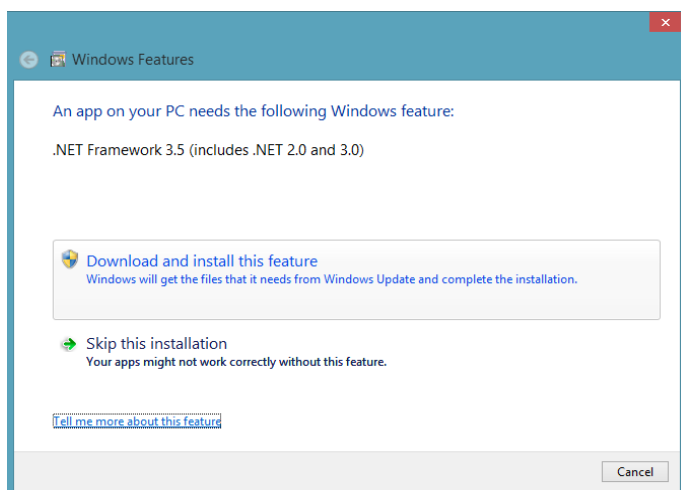 Windows Features
An app on your PC needs the following Windows feature:
.NET Framework 3.5 (includes .NET 2.0 and 3.0)
Download and install this feature
Windows will get the files that it needs from Windows Update and complete the installation.
Skip this installation
Your apps might not work correctly without this feature.
Tell me more about this feature
Cancel